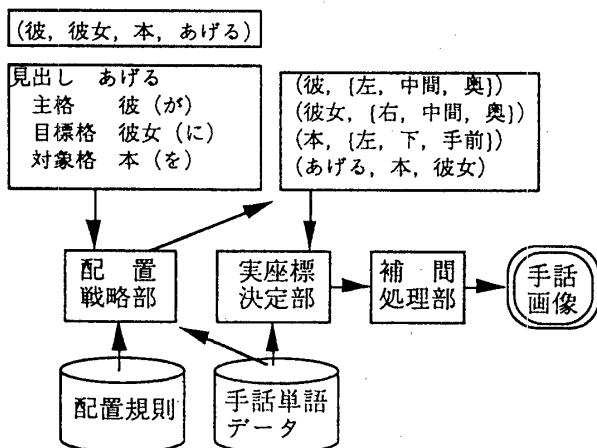 (彼, 彼女, 本, あげる)
見出し あげる
主格 彼 (が)
目標格 彼女 (に)
対象格 本 (を)
(彼, {左, 中間, 奥})
(彼女, {右, 中間, 奥})
(本, {左, 下, 手前})
(あげる, 本, 彼女)
配 置
戦略部
実座標
決定部
補 間
処理部
手話
画像
配置規則
手話単語
データ